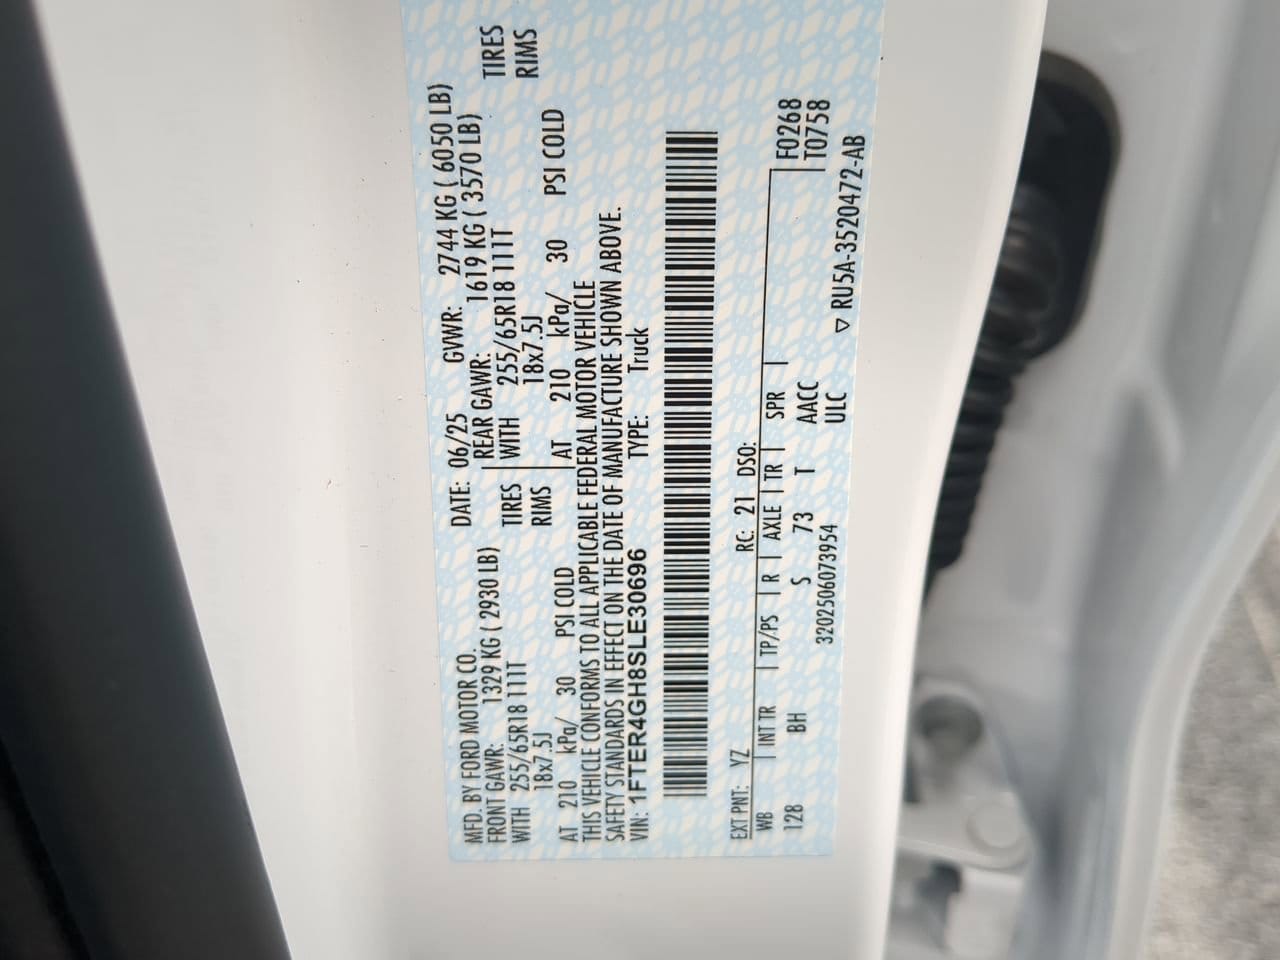 MFD. BY FORD MOTOR CO. DATE: 06/25 GVWR: 2744 KG ( 6050 LB)
FRONT GAWR: 1329 KG ( 2930 LB) REAR GAWR: 1619 KG ( 3570 LB)
WITH 255/65R18 111T TIRES WITH 255/65R18 111T TIRES
18x7.5J RIMS 18x7.5J RIMS
AT 210 kPa/ 30 PSI COLD AT 210 kPa/ 30 PSI COLD
THIS VEHICLE CONFORMS TO ALL APPLICABLE FEDERAL MOTOR VEHICLE
SAFETY STANDARDS IN EFFECT ON THE DATE OF MANUFACTURE SHOWN ABOVE.
VIN: 1FTER4GH8SLE30696 TYPE: Truck
EXT PNT: YZ RC: 21 DSO:
WB INT TR TP/PS R AXLE TR SPR F0268
128 BH S 73 T AACC T0758
3202506073954 ULC ▽ RU5A-3520472-AB